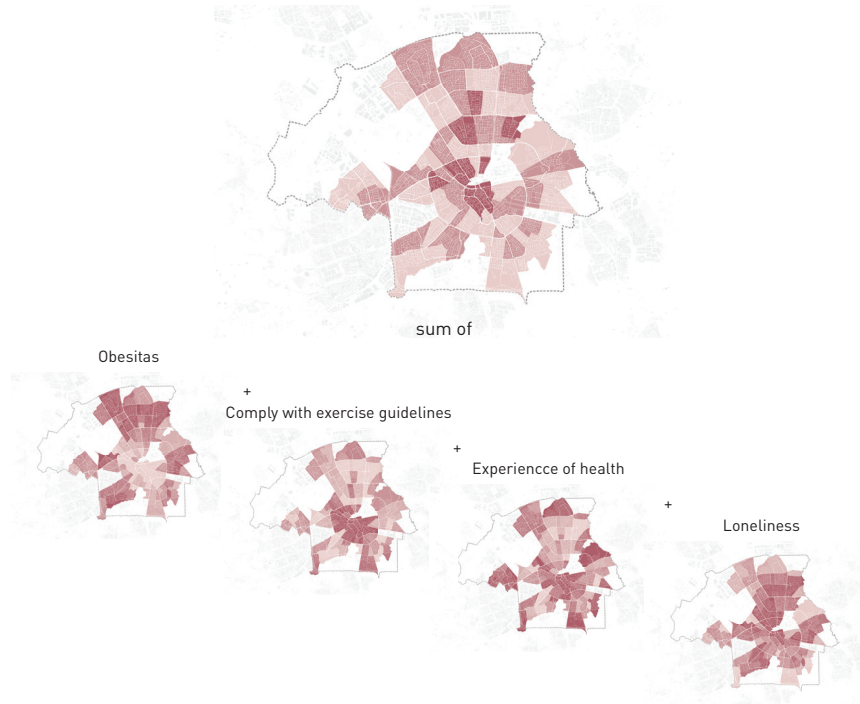 sum of
Obesitas
+
Comply with exercise guidelines
+
Experiencce of health
+
Loneliness